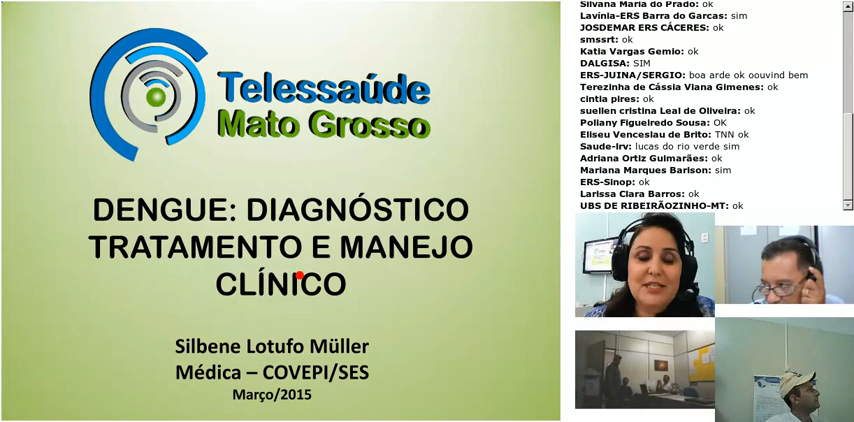 Telessaúde
Mato Grosso
DENGUE: DIAGNÓSTICO
TRATAMENTO E MANEJO
CLÍNICO
Silbene Lotufo Müller
Médica – COVEPI/SES
Março/2015
Silvana Maria do Prado: ok
Lavínia-ERS Barra do Garcas: sim
JOSDEMAR ERS CÁCERES: ok
smssrt: ok
Katia Vargas Gemio: ok
DALGISA: SIM
ERS-JUINA/SERGIO: boa arde ok oouvind bem
Terezinha de Cássia Viana Gimenes: ok
cintia pires: ok
suellen cristina Leal de Oliveira: ok
Poliany Figueiredo Sousa: OK
Eliseu Venceslau de Brito: TNN ok
Saude-lrv: lucas do rio verde sim
Adriana Ortiz Guimarães: ok
Mariana Marques Barison: sim
ERS-Sinop: ok
Larissa Clara Barros: ok
UBS DE RIBEIRÃOZINHO-MT: ok